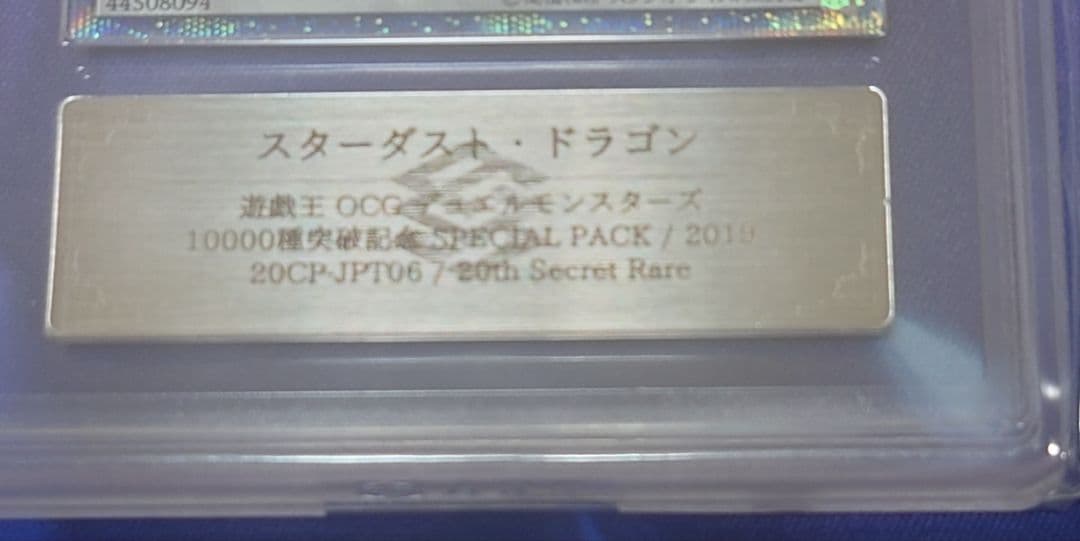 44508094
スターダスト・ドラゴン
遊戯王 OCG デュエルモンスターズ
10000種突破記念 SPECIAL PACK / 2019
20CP-JPT06 / 20th Secret Rare